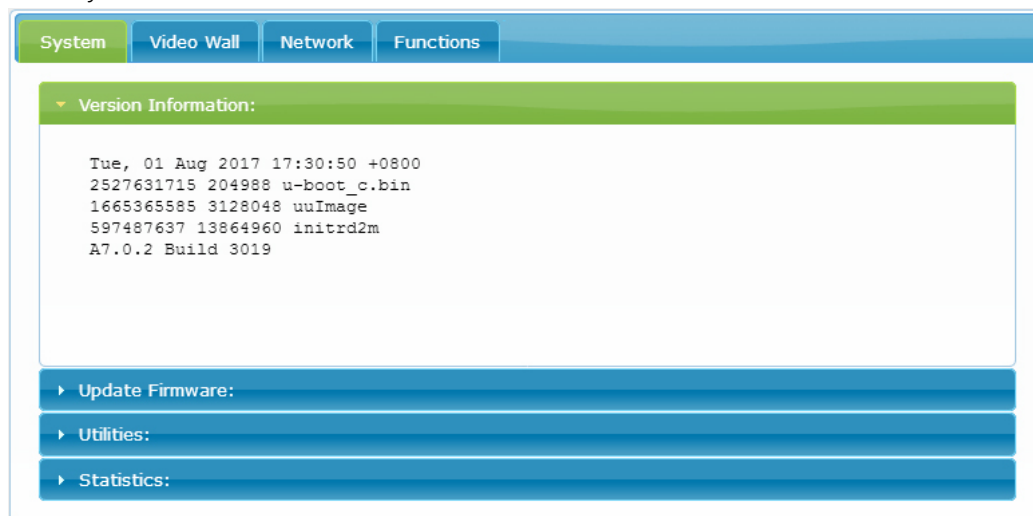 System Video Wall Network Functions
Version Information:
Tue, 01 Aug 2017 17:30:50 +0800
2527631715 204988 u-boot_c.bin
1665365585 3128048 uuImage
597487637 13864960 initrd2m
A7.0.2 Build 3019
Update Firmware:
Utilities:
Statistics: